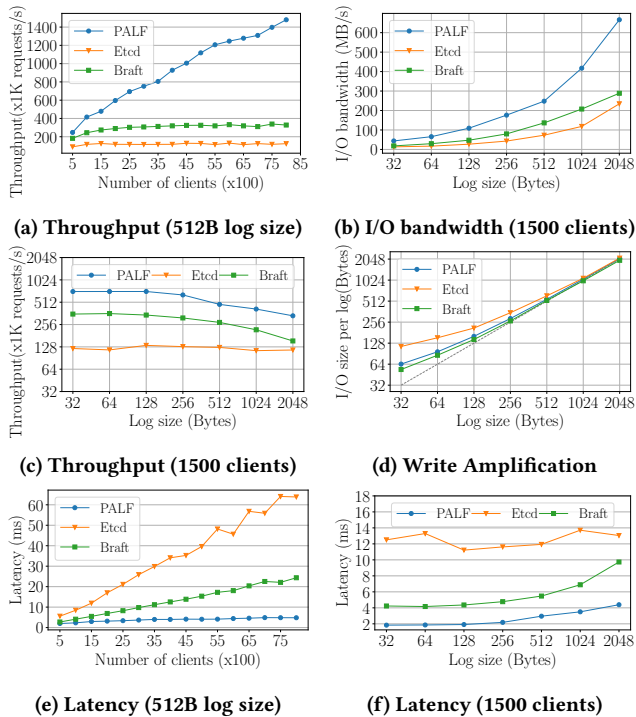 Throughput(x1K requests/s)
1400
1200
1000
800
600
400
200
PALF
Etcd
Braft
5 15 25 35 45 55 65 75 85
Number of clients (x100)
(a) Throughput (512B log size)
I/O bandwidth (MB/s)
600
500
400
300
200
100
0
PALF
Etcd
Braft
32 64 128 256 512 1024 2048
Log size (Bytes)
(b) I/O bandwidth (1500 clients)
Throughput(x1K requests/s)
2048
1024
512
256
128
64
32
PALF Etcd Braft
32 64 128 256 512 1024 2048
Log size (Bytes)
(c) Throughput (1500 clients)
I/O size per log(Bytes)
2048
1024
512
256
128
64
32
PALF
Etcd
Braft
32 64 128 256 512 1024 2048
Log size (Bytes)
(d) Write Amplification
Latency (ms)
60
50
40
30
20
10
0
PALF
Etcd
Braft
5 15 25 35 45 55 65 75
Number of clients (x100)
(e) Latency (512B log size)
Latency (ms)
18
16
14
12
10
8
6
4
2
PALF Etcd Braft
32 64 128 256 512 1024 2048
Log size (Bytes)
(f) Latency (1500 clients)